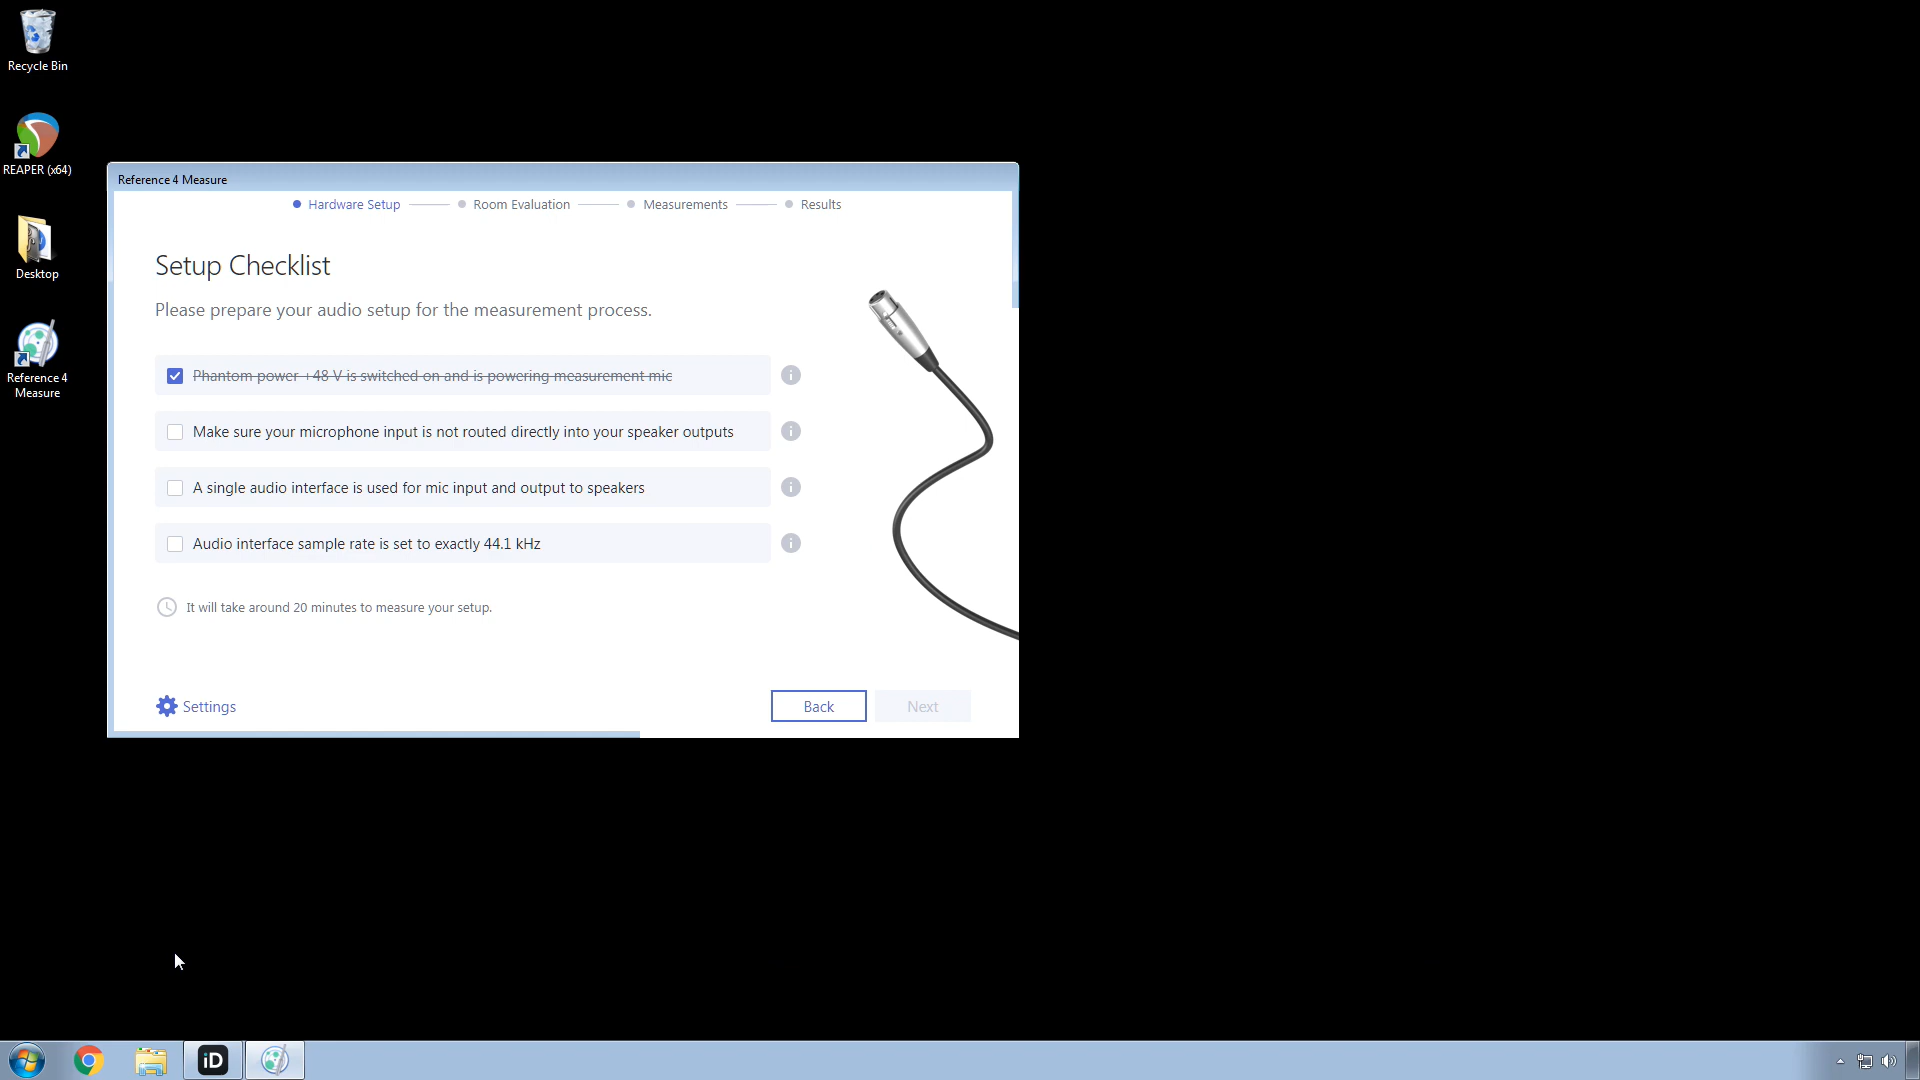 Recycle Bin
REAPER (x64)
Desktop
Reference 4
Measure
Reference 4 Measure
Hardware Setup
Room Evaluation
Measurements
Results
Setup Checklist
Please prepare your audio setup for the measurement process.
Phantom power +48 V is switched on and is powering measurement mic
Make sure your microphone input is not routed directly into your speaker outputs
A single audio interface is used for mic input and output to speakers
Audio interface sample rate is set to exactly 44.1 kHz
It will take around 20 minutes to measure your setup.
Settings
Back
Next
iD